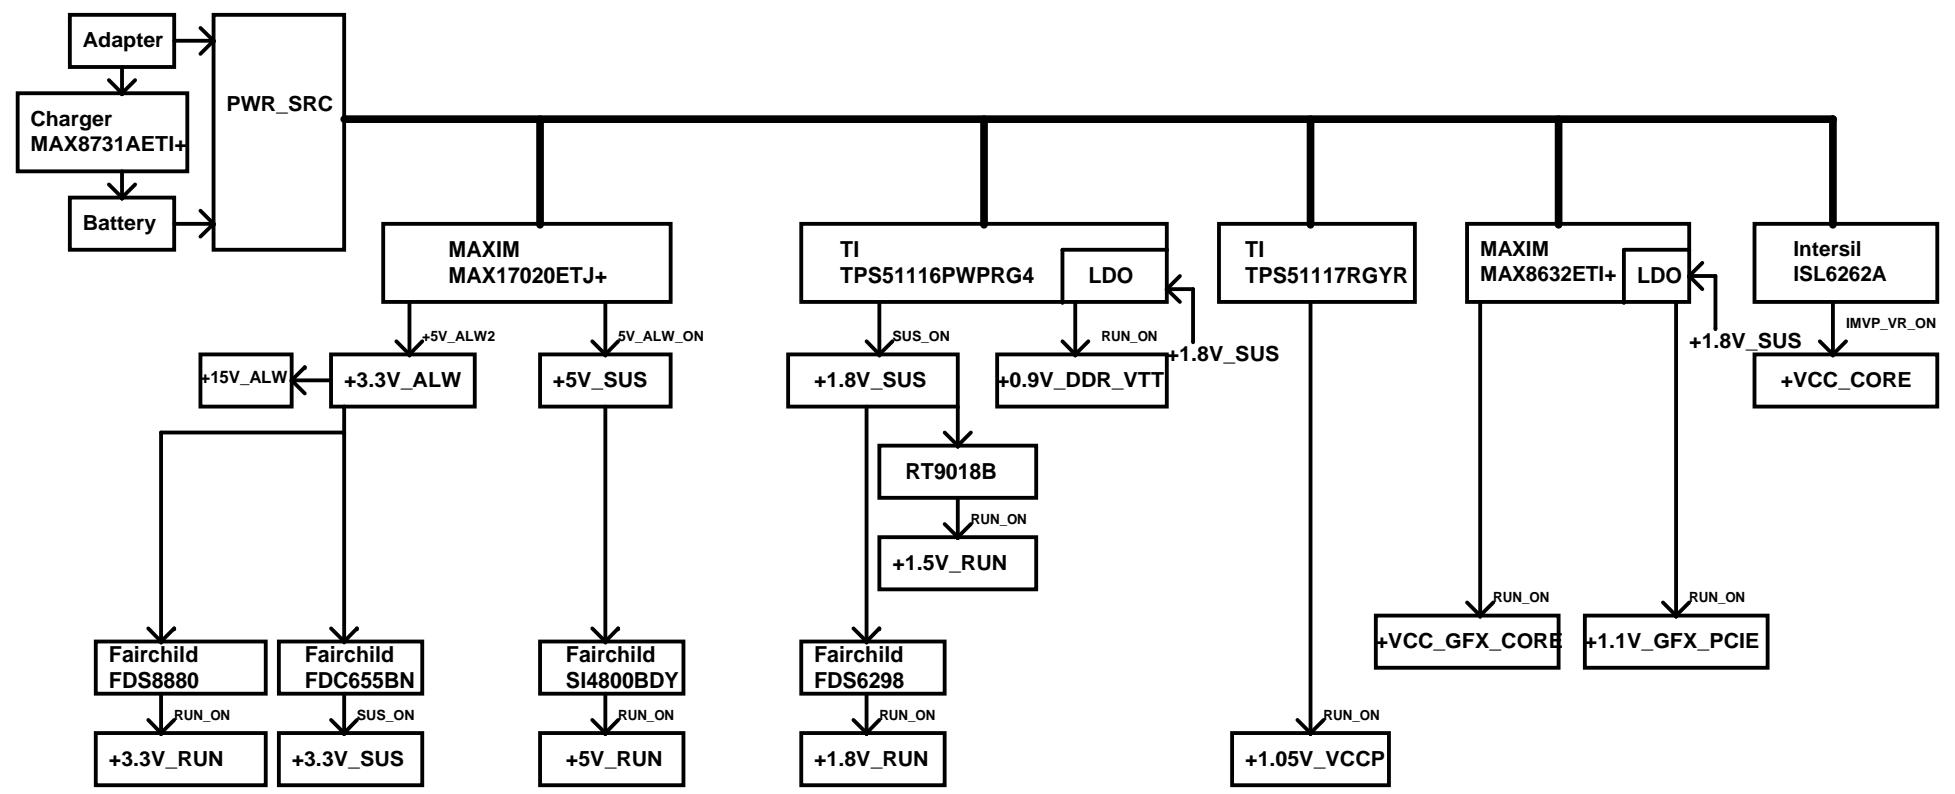 Adapter
PWR_SRC
Charger
MAX8731AETI+
Battery
MAXIM
MAX17020ETJ+
TI
TPS51116PWPRG4
LDO
TI
TPS51117RGYR
MAXIM
MAX8632ETI+
LDO
Intersil
ISL6262A
+5V_ALW2
5V_ALW_ON
SUS_ON
RUN_ON
+1.8V_SUS
+1.8V_SUS
IMVP_VR_ON
+15V_ALW
+3.3V_ALW
+5V_SUS
+1.8V_SUS
+0.9V_DDR_VTT
+VCC_CORE
RT9018B
RUN_ON
+1.5V_RUN
RUN_ON
RUN_ON
+VCC_GFX_CORE
+1.1V_GFX_PCIE
Fairchild
FDS8880
Fairchild
FDC655BN
Fairchild
SI4800BDY
Fairchild
FDS6298
RUN_ON
SUS_ON
RUN_ON
RUN_ON
RUN_ON
+3.3V_RUN
+3.3V_SUS
+5V_RUN
+1.8V_RUN
+1.05V_VCCP